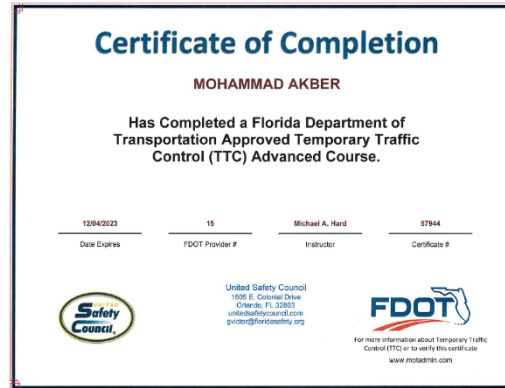 Certificate of Completion
MOHAMMAD AKBER
Has Completed a Florida Department of
Transportation Approved Temporary Traffic
Control (TTC) Advanced Course.
12/04/2023 15 Michael A. Hard 57944
Date Expires FDOT Provider # Instructor Certificate #
United Safety Council
1505 E. Colonial Drive
Orlando, FL 32803
unitedsafetycouncil.com
gvictor@floridasafety.org
UNITED
Safety
Council
FDOT
For more information about Temporary Traffic
Control (TTC) or to verify this certificate
www.motadmin.com